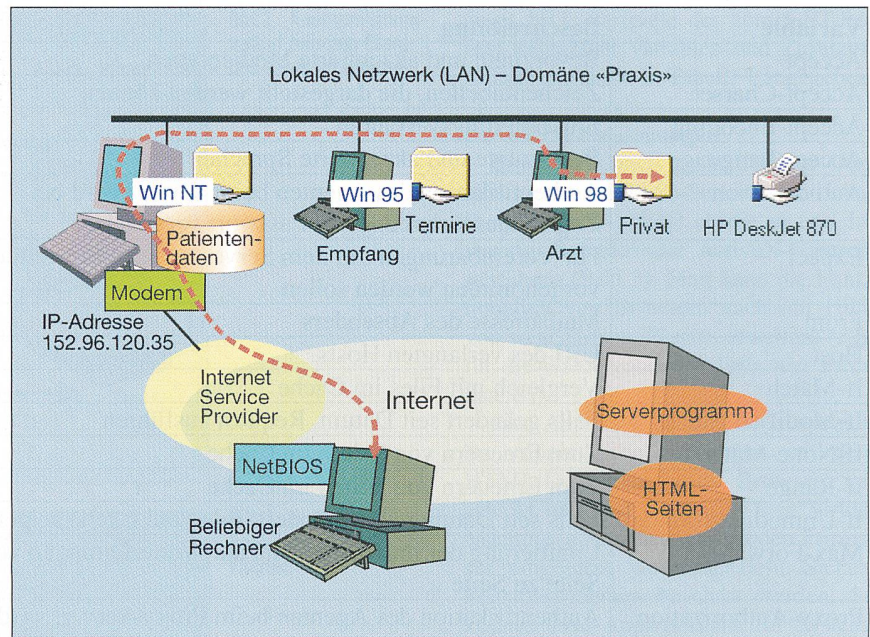 Lokales Netzwerk (LAN) – Domäne «Praxis»
Win NT
Win 95
Termine
Win 98
Privat
HP DeskJet 870
Patienten-
daten
Empfang
Arzt
Modem
IP-Adresse
152.96.120.35
Internet
Service
Provider
Internet
Serverprogramm
NetBIOS
HTML-
Seiten
Beliebiger
Rechner